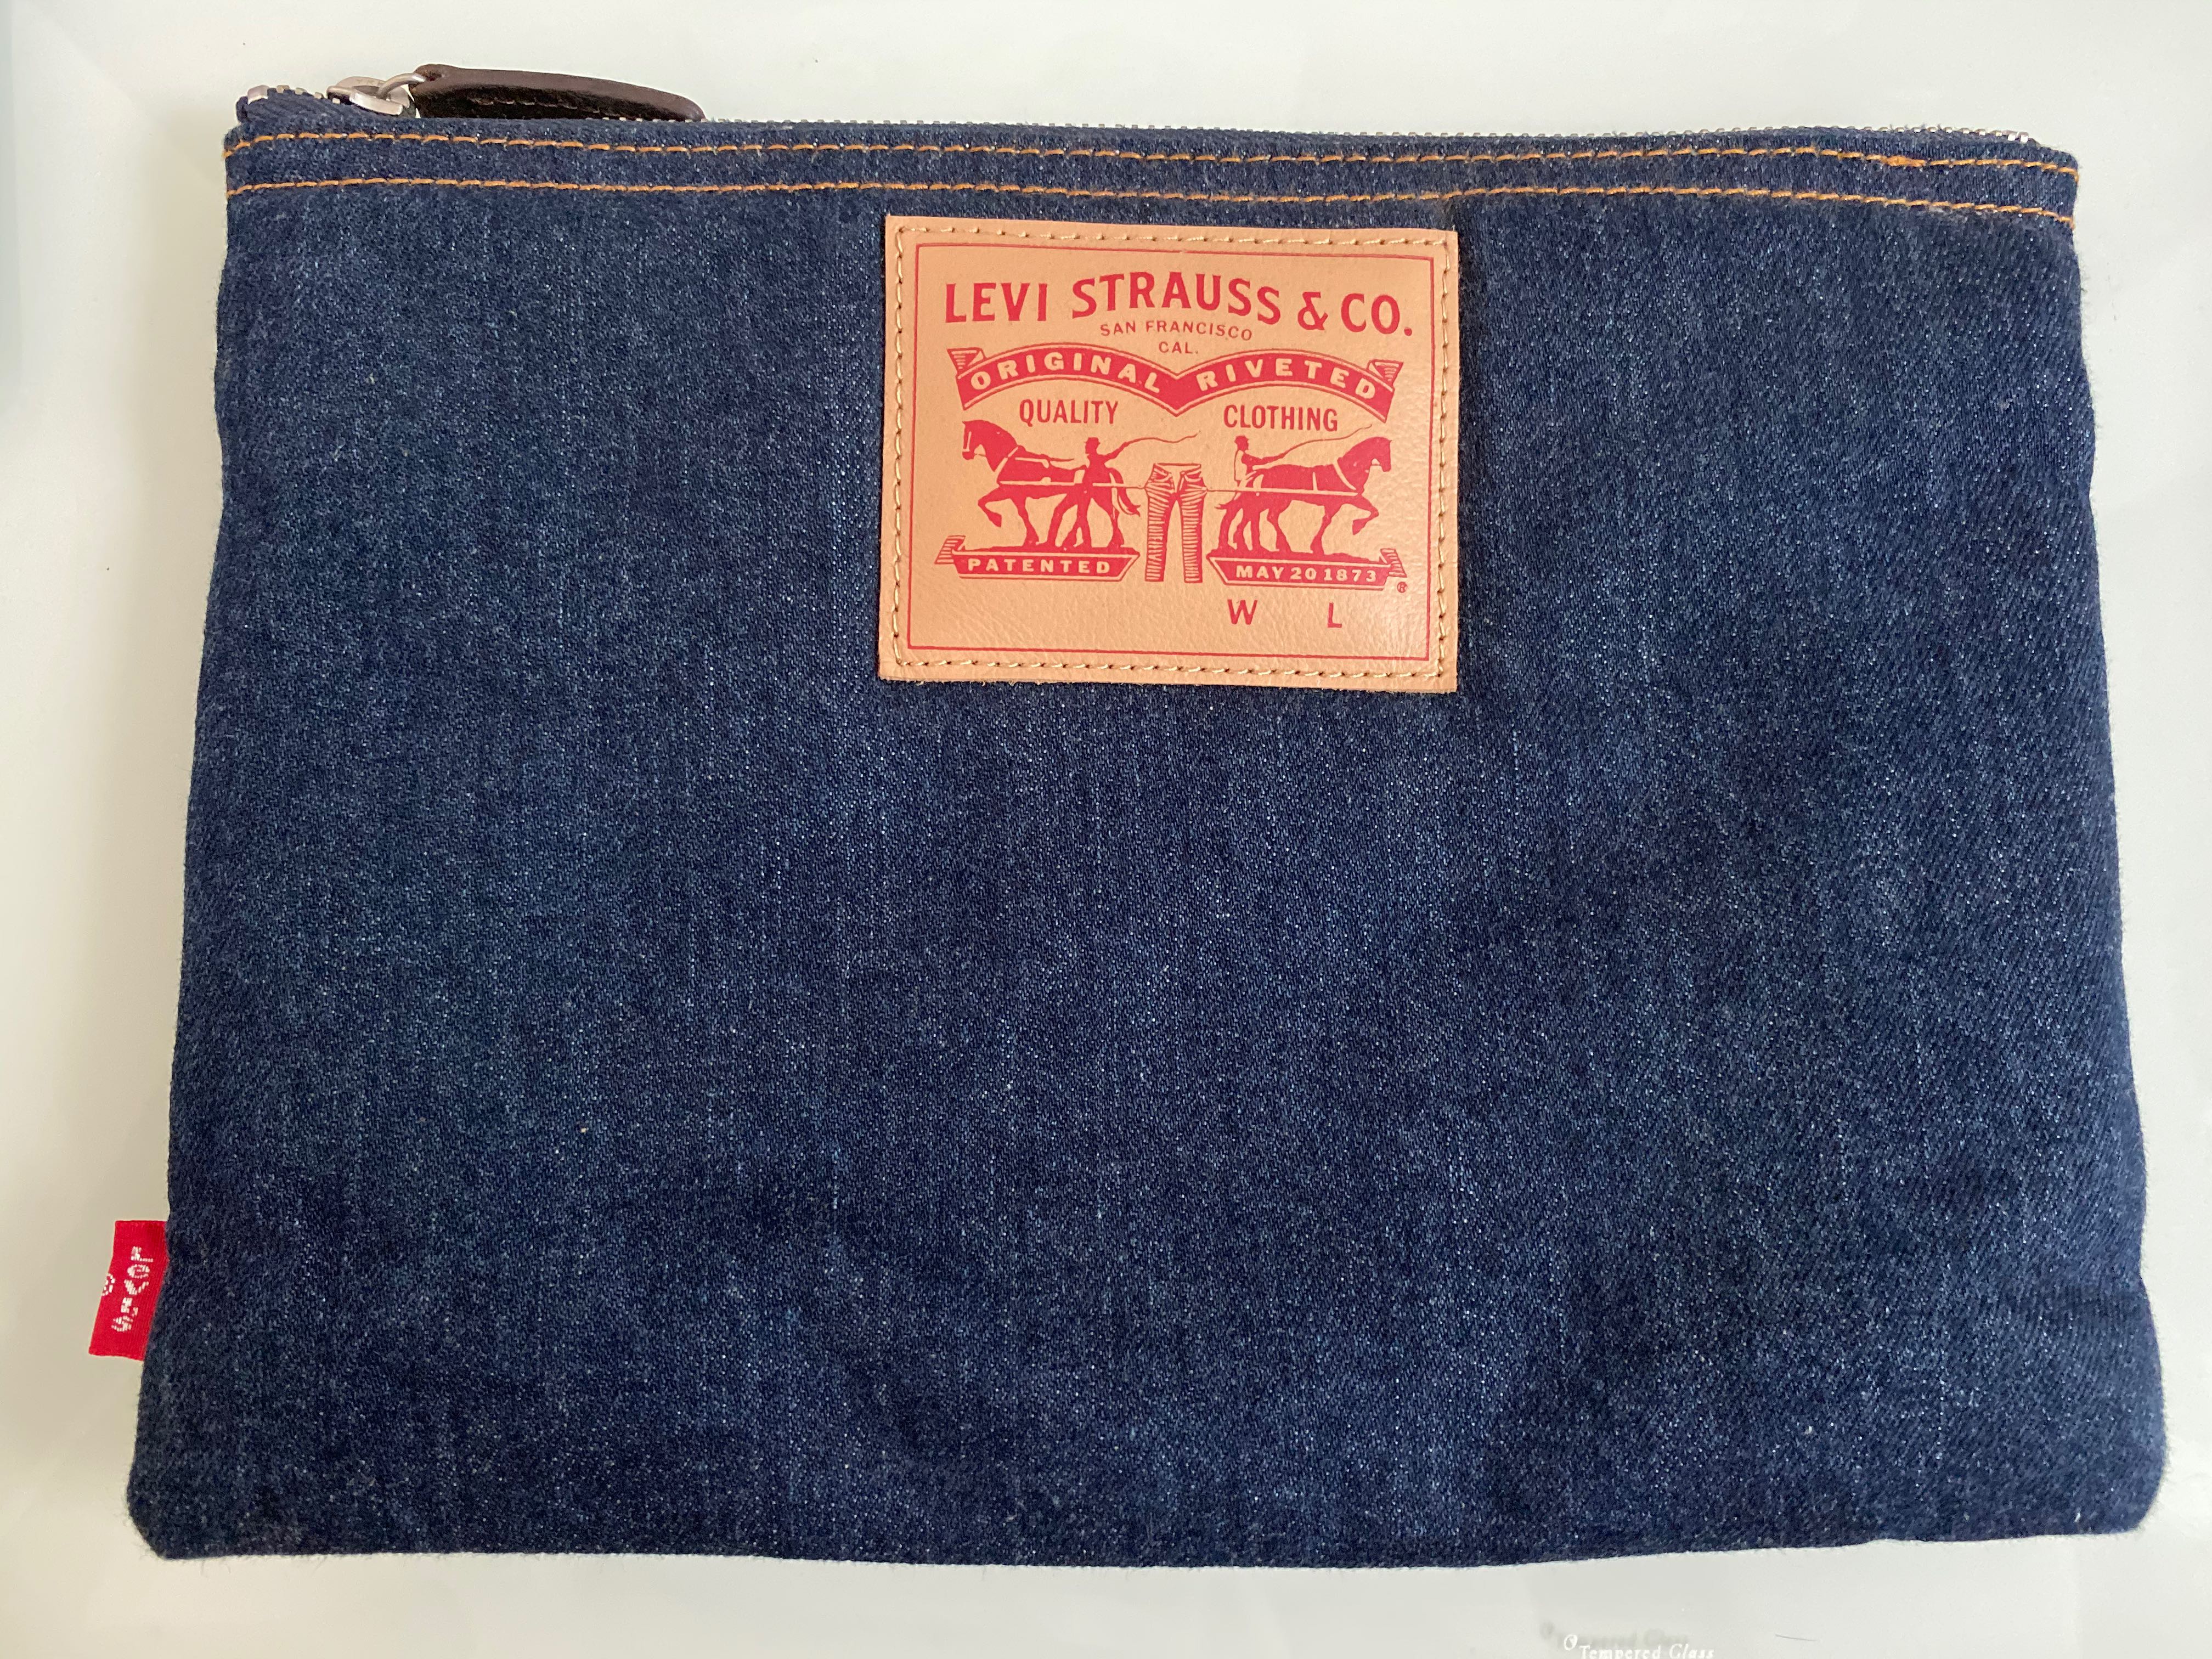 LEVI STRAUSS & CO.
SAN FRANCISCO
CAL.
ORIGINAL RIVETED
QUALITY CLOTHING
PATENTED MAY 20 1873 ®
W L
LEVI'S ®
Tempered Glass